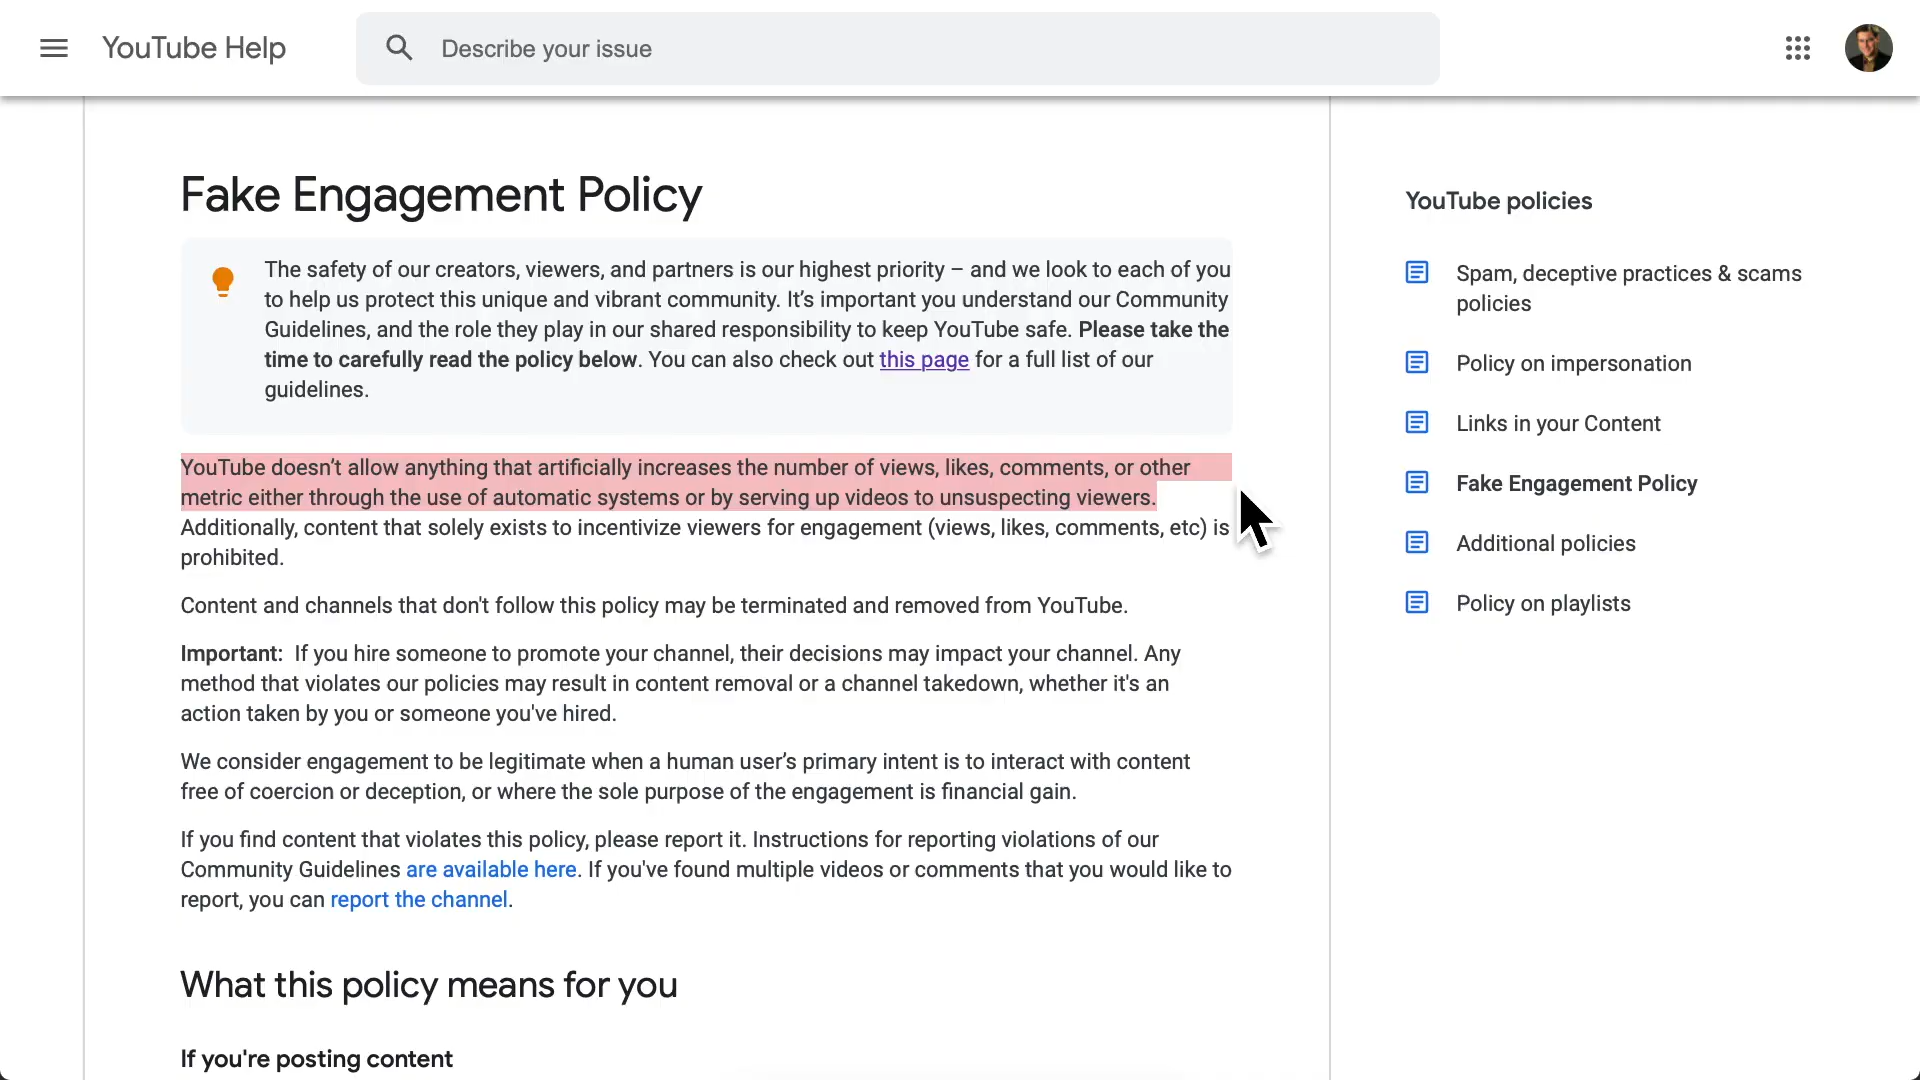 YouTube Help
Describe your issue
Fake Engagement Policy
The safety of our creators, viewers, and partners is our highest priority – and we look to each of you
to help us protect this unique and vibrant community. It’s important you understand our Community
Guidelines, and the role they play in our shared responsibility to keep YouTube safe. Please take the
time to carefully read the policy below. You can also check out this page for a full list of our
guidelines.
YouTube doesn’t allow anything that artificially increases the number of views, likes, comments, or other
metric either through the use of automatic systems or by serving up videos to unsuspecting viewers.
Additionally, content that solely exists to incentivize viewers for engagement (views, likes, comments, etc) is
prohibited.
Content and channels that don't follow this policy may be terminated and removed from YouTube.
Important: If you hire someone to promote your channel, their decisions may impact your channel. Any
method that violates our policies may result in content removal or a channel takedown, whether it's an
action taken by you or someone you've hired.
We consider engagement to be legitimate when a human user’s primary intent is to interact with content
free of coercion or deception, or where the sole purpose of the engagement is financial gain.
If you find content that violates this policy, please report it. Instructions for reporting violations of our
Community Guidelines are available here. If you've found multiple videos or comments that you would like to
report, you can report the channel.
What this policy means for you
If you're posting content
YouTube policies
Spam, deceptive practices & scams
policies
Policy on impersonation
Links in your Content
Fake Engagement Policy
Additional policies
Policy on playlists